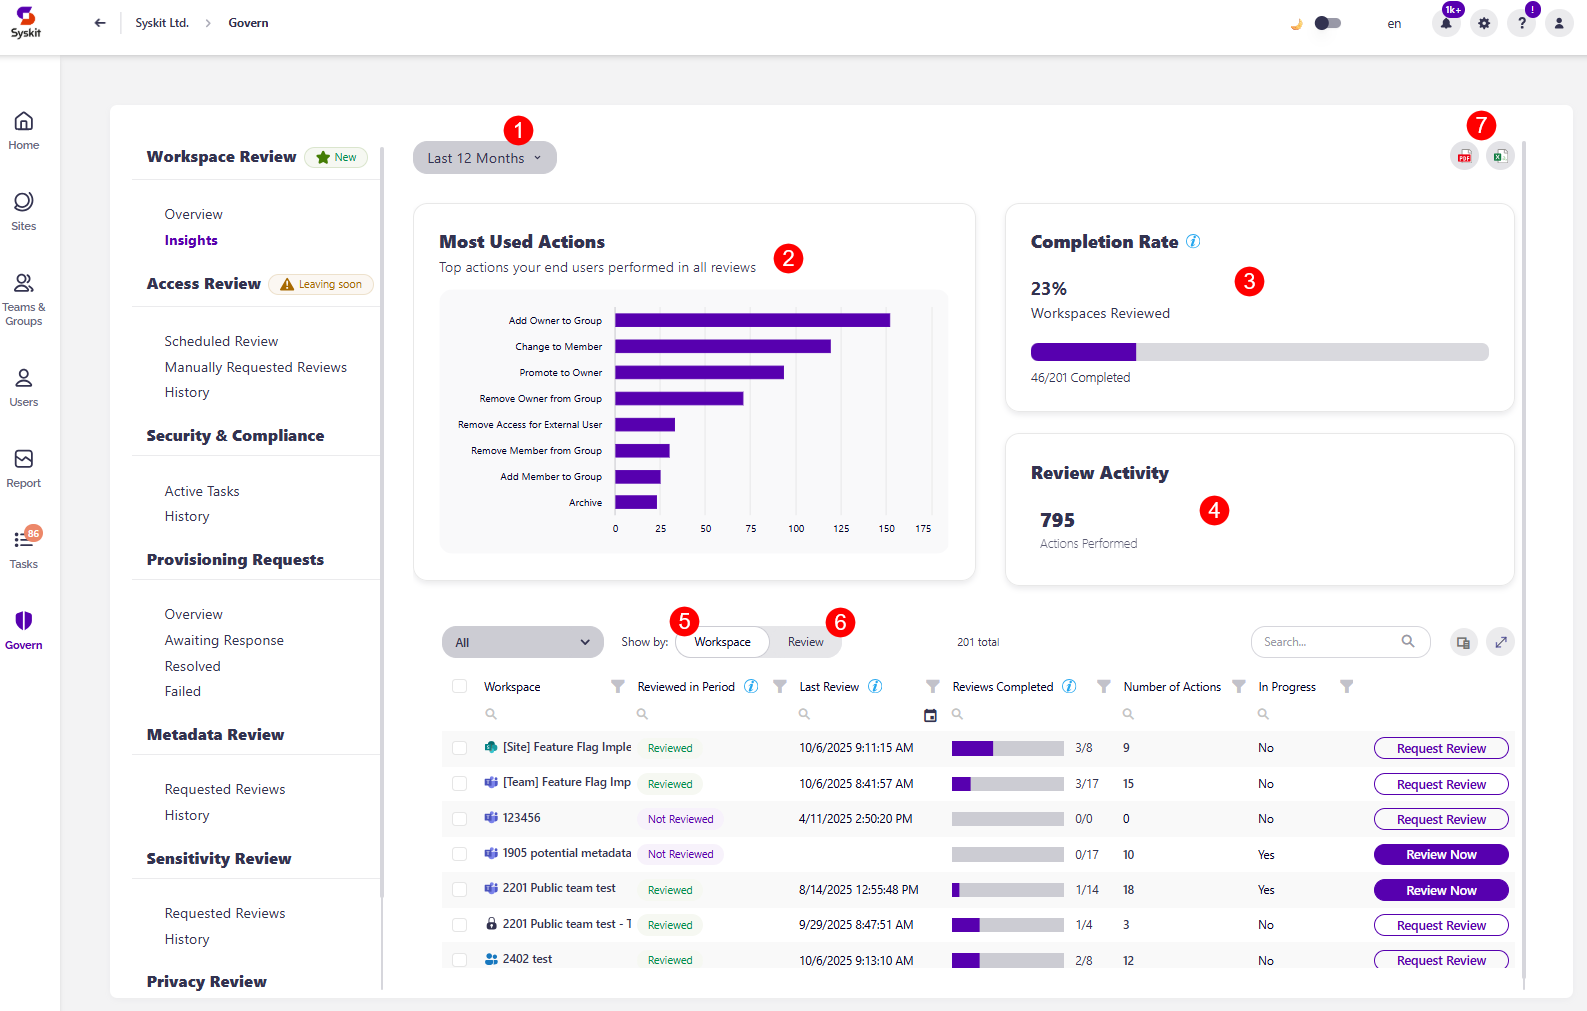 Syskit
Syskit Ltd. > Govern
en
1k+
!
?
Home
Sites
Teams &
Groups
Users
Report
86
Tasks
Govern
Workspace Review New
Overview
Insights
Access Review Leaving soon
Scheduled Review
Manually Requested Reviews
History
Security & Compliance
Active Tasks
History
Provisioning Requests
Overview
Awaiting Response
Resolved
Failed
Metadata Review
Requested Reviews
History
Sensitivity Review
Requested Reviews
History
Privacy Review
1
Last 12 Months
7
PDF
X
Most Used Actions
Top actions your end users performed in all reviews
2
Add Owner to Group
Change to Member
Promote to Owner
Remove Owner from Group
Remove Access for External User
Remove Member from Group
Add Member to Group
Archive
0 25 50 75 100 125 150 175
Completion Rate i
3
23%
Workspaces Reviewed
46/201 Completed
Review Activity
4
795
Actions Performed
5
6
All Show by: Workspace Review 201 total Search...
Workspace Reviewed in Period i Last Review i Reviews Completed i Number of Actions In Progress
[Site] Feature Flag Imple Reviewed 10/6/2025 9:11:15 AM 3/8 9 No Request Review
[Team] Feature Flag Imp Reviewed 10/6/2025 8:41:57 AM 3/17 15 No Request Review
123456 Not Reviewed 4/11/2025 2:50:20 PM 0/0 0 No Request Review
1905 potential metadata Not Reviewed 0/17 10 Yes Review Now
2201 Public team test Reviewed 8/14/2025 12:55:48 PM 1/14 18 Yes Review Now
2201 Public team test - T Reviewed 9/29/2025 8:47:51 AM 1/4 3 No Request Review
2402 test Reviewed 10/6/2025 9:13:10 AM 2/8 12 No Request Review